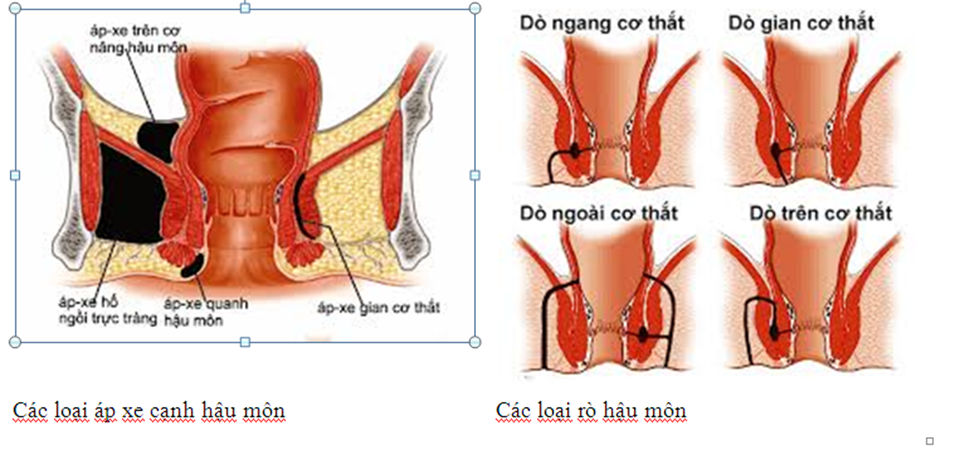 áp-xe trên cơ
nâng hậu môn
áp-xe hố
ngồi trực tràng
áp-xe quanh
hậu môn
áp-xe gian cơ thắt
Dò ngang cơ thắt
Dò gian cơ thắt
Dò ngoài cơ thắt
Dò trên cơ thắt
Các loại áp xe cạnh hậu môn
Các loại rò hậu môn